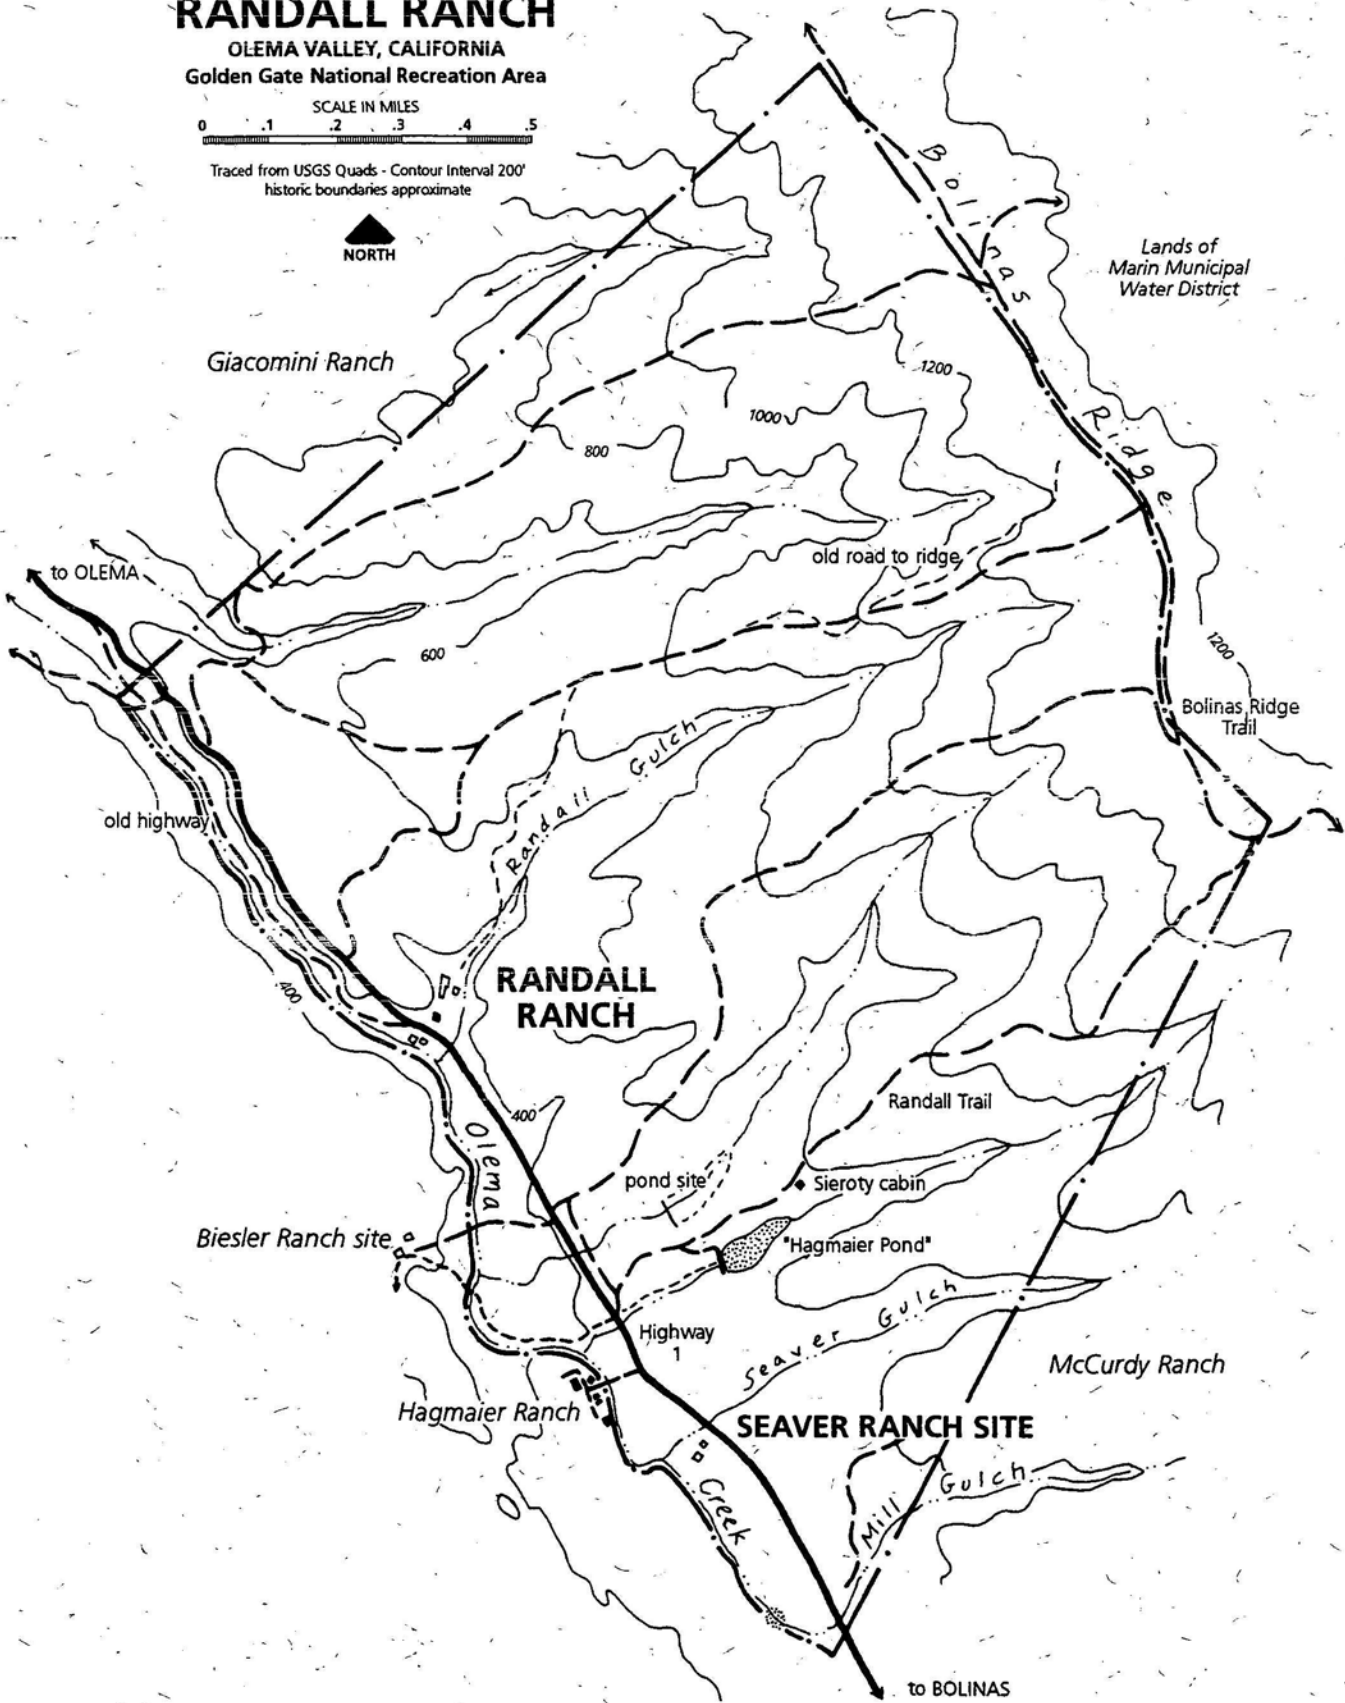 RANDALL RANCH
OLEMA VALLEY, CALIFORNIA
Golden Gate National Recreation Area
SCALE IN MILES
0 .1 .2 .3 .4 .5
Traced from USGS Quads - Contour Interval 200'
historic boundaries approximate
NORTH
Bolinas Ridge
Lands of
Marin Municipal
Water District
Giacomini Ranch
1200
1000
800
old road to ridge
to OLEMA
600
1200
Bolinas Ridge
Trail
Randall Gulch
old highway
400
RANDALL
RANCH
400
Randall Trail
Olema Creek
pond site
Sieroty cabin
Biesler Ranch site
"Hagmaier Pond"
Highway
1
Seaver Gulch
McCurdy Ranch
Hagmaier Ranch
SEAVER RANCH SITE
Mill Gulch
to BOLINAS